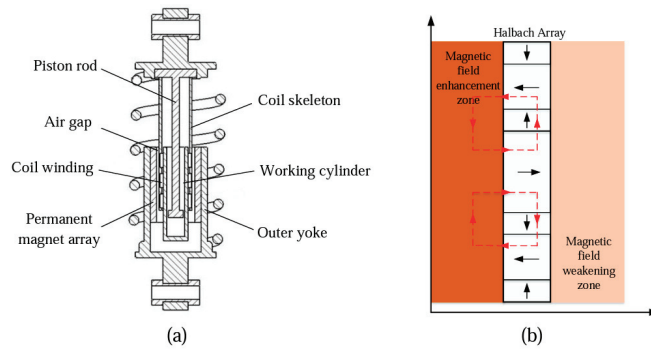 Piston rod
Air gap
Coil winding
Permanent
magnet array
Coil skeleton
Working cylinder
Outer yoke
(a)
Halbach Array
Magnetic
field
enhancement
zone
Magnetic
field
weakening
zone
(b)